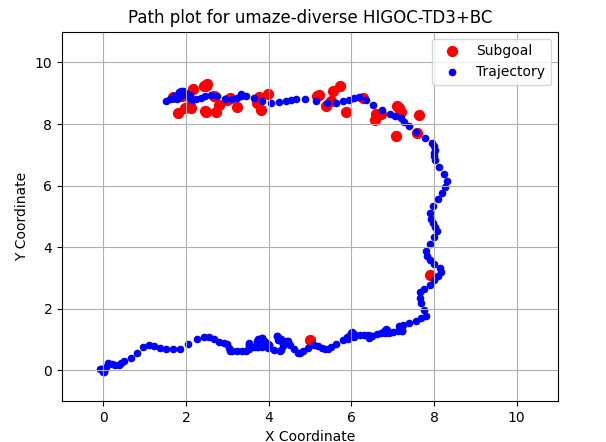 Path plot for umaze-diverse HIGOC-TD3+BC
Subgoal
Trajectory
Y Coordinate
10
8
6
4
2
0
0 2 4 6 8 10
X Coordinate